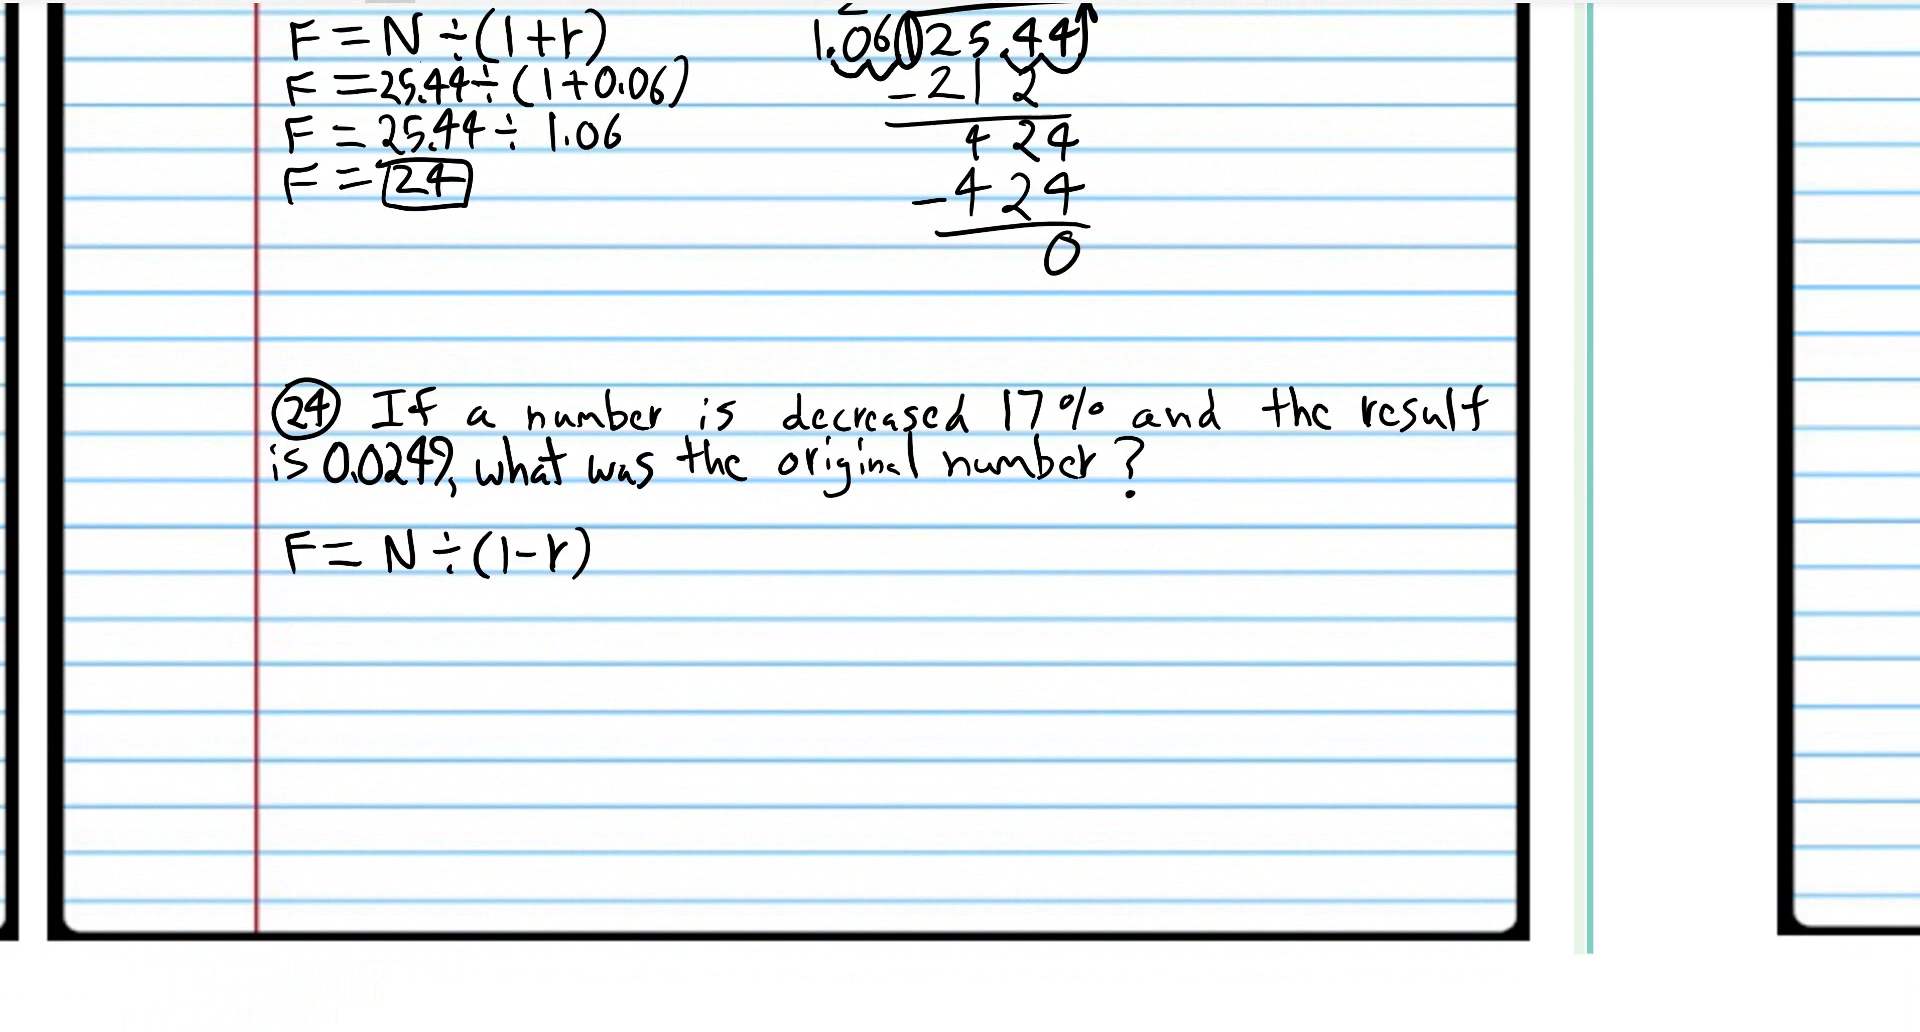 F = N ÷ (1+r)
F = 25.44 ÷ (1+0.06)
F = 25.44 ÷ 1.06
F = 24
1.06 25.44
- 21 2
4 24
- 4 24
0
24 If a number is decreased 17% and the result
is 0.0249, what was the original number?
F = N ÷ (1-r)